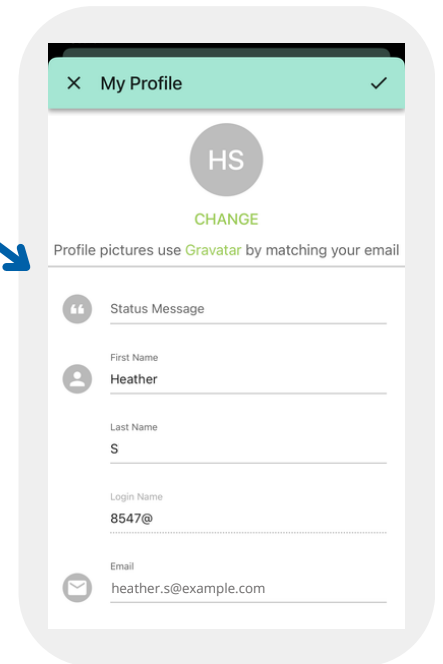 My Profile
HS
CHANGE
Profile pictures use Gravatar by matching your email
Status Message
First Name
Heather
Last Name
S
Login Name
8547@
Email
heather.s@example.com